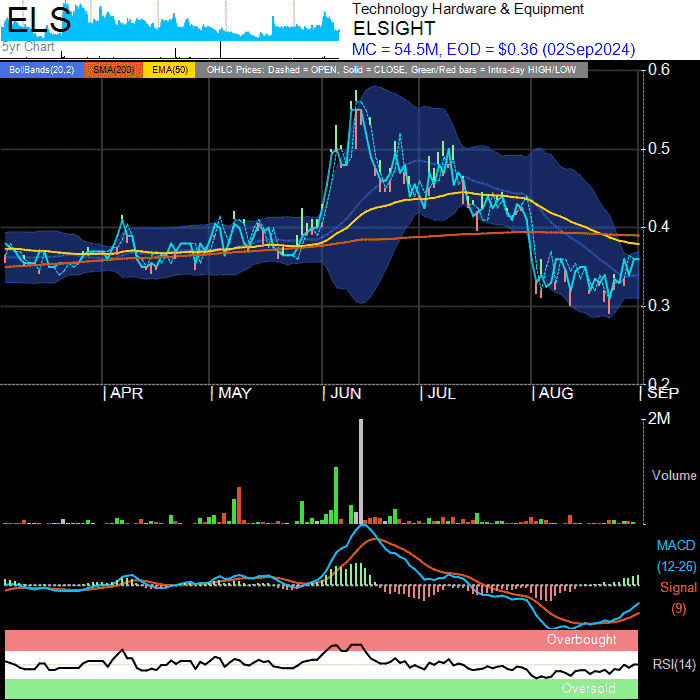 ELS
5yr Chart
Technology Hardware & Equipment
ELSIGHT
MC = 54.5M, EOD = $0.36 (02Sep2024)
BollBands(20,2) SMA(200) EMA(50) OHLC Prices: Dashed = OPEN, Solid = CLOSE, Green/Red bars = Intra-day HIGH/LOW
0.6
0.5
0.4
0.3
0.2
| APR | MAY | JUN | JUL | AUG | SEP
2M
Volume
MACD
(12-26)
Signal
(9)
Overbought
RSI(14)
Oversold